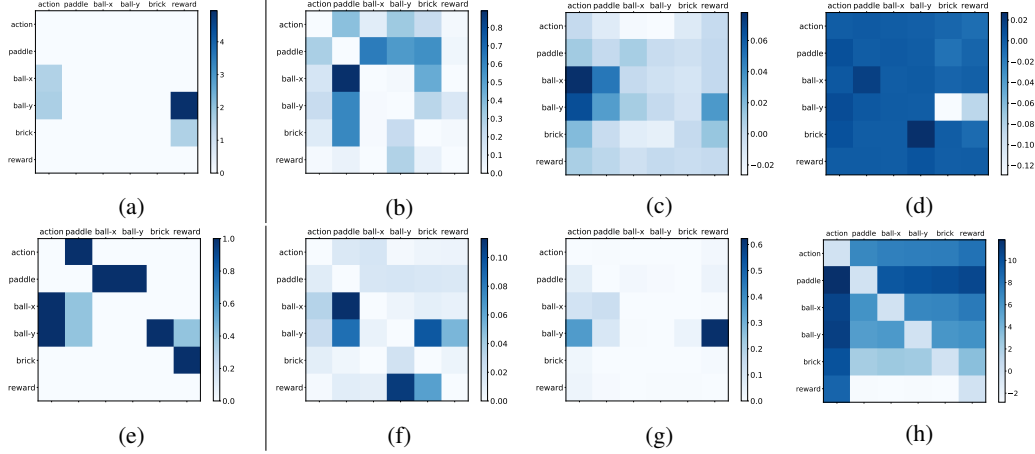 action paddle ball-x ball-y brick reward
action
paddle
ball-x
ball-y
brick
reward
4
3
2
1
0
(a)
action paddle ball-x ball-y brick reward
action
paddle
ball-x
ball-y
brick
reward
0.8
0.7
0.6
0.5
0.4
0.3
0.2
0.1
0.0
(b)
action paddle ball-x ball-y brick reward
action
paddle
ball-x
ball-y
brick
reward
0.06
0.04
0.02
0.00
−0.02
(c)
action paddle ball-x ball-y brick reward
action
paddle
ball-x
ball-y
brick
reward
0.02
0.00
−0.02
−0.04
−0.06
−0.08
−0.10
−0.12
(d)
action paddle ball-x ball-y brick reward
action
paddle
ball-x
ball-y
brick
reward
1.0
0.8
0.6
0.4
0.2
0.0
(e)
action paddle ball-x ball-y brick reward
action
paddle
ball-x
ball-y
brick
reward
0.10
0.08
0.06
0.04
0.02
0.00
(f)
action paddle ball-x ball-y brick reward
action
paddle
ball-x
ball-y
brick
reward
0.6
0.5
0.4
0.3
0.2
0.1
0.0
(g)
action paddle ball-x ball-y brick reward
action
paddle
ball-x
ball-y
brick
reward
10
8
6
4
2
0
−2
(h)